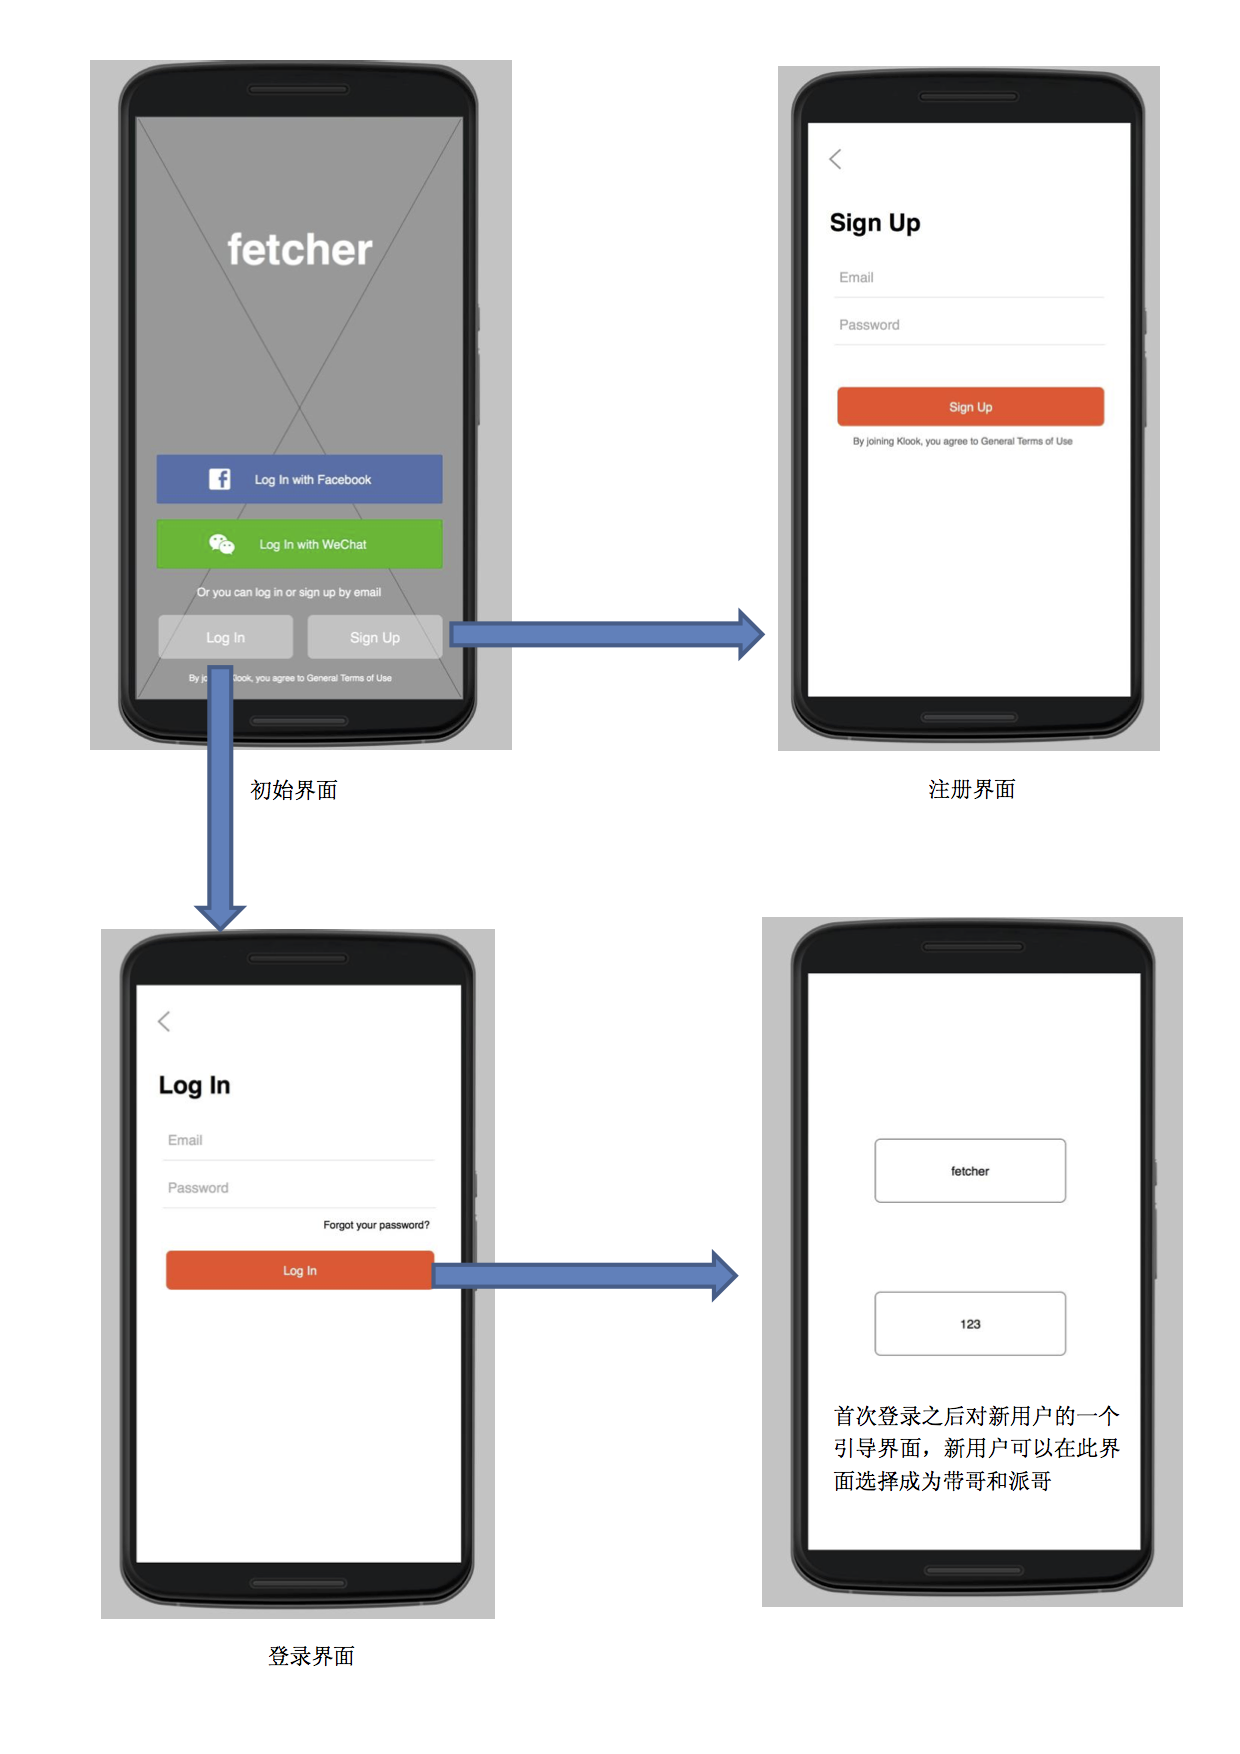 fetcher
Log In with Facebook
Log In with WeChat
Or you can log in or sign up by email
Log In
Sign Up
By jo Klook, you agree to General Terms of Use
初始界面
Sign Up
Email
Password
Sign Up
By joining Klook, you agree to General Terms of Use
注册界面
Log In
Email
Password
Forgot your password?
Log In
登录界面
fetcher
123
首次登录之后对新用户的一个
引导界面，新用户可以在此界
面选择成为带哥和派哥